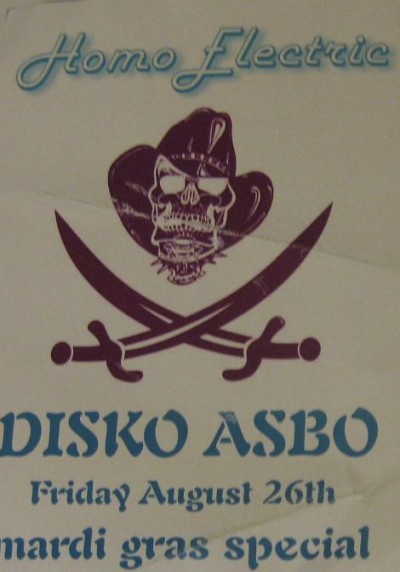 Homo Electric
DISKO ASBO
Friday August 26th
mardi gras special